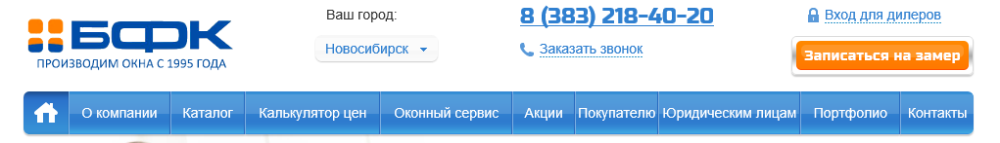 БФК
ПРОИЗВОДИМ ОКНА С 1995 ГОДА
Ваш город:
Новосибирск
8 (383) 218-40-20
Заказать звонок
Вход для дилеров
Записаться на замер
О компании
Каталог
Калькулятор цен
Оконный сервис
Акции
Покупателю
Юридическим лицам
Портфолио
Контакты